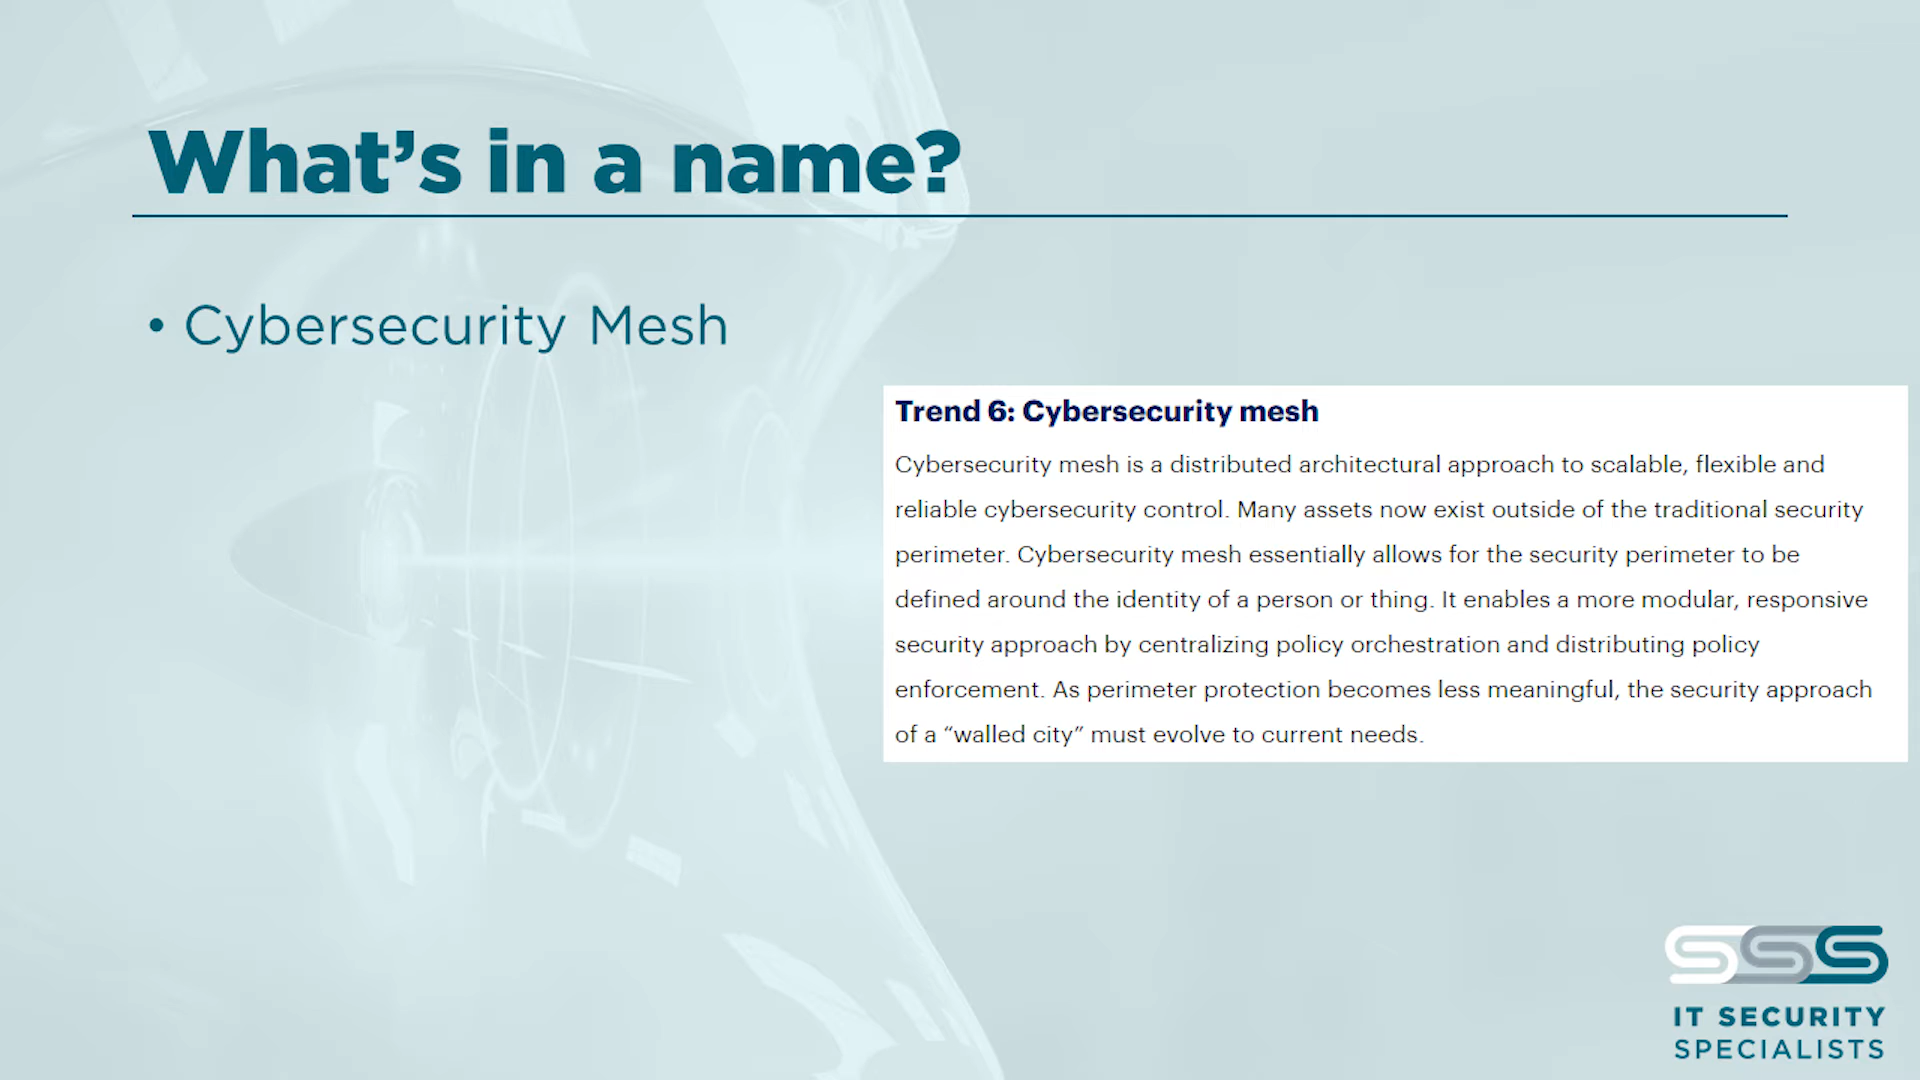 What’s in a name?
• Cybersecurity Mesh
Trend 6: Cybersecurity mesh
Cybersecurity mesh is a distributed architectural approach to scalable, flexible and
reliable cybersecurity control. Many assets now exist outside of the traditional security
perimeter. Cybersecurity mesh essentially allows for the security perimeter to be
defined around the identity of a person or thing. It enables a more modular, responsive
security approach by centralizing policy orchestration and distributing policy
enforcement. As perimeter protection becomes less meaningful, the security approach
of a “walled city” must evolve to current needs.
SSS
IT SECURITY
SPECIALISTS